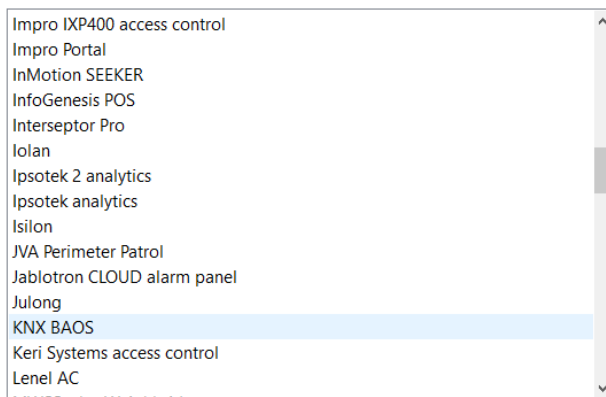 Impro IXP400 access control
Impro Portal
InMotion SEEKER
InfoGenesis POS
Interseptor Pro
Iolan
Ipsotek 2 analytics
Ipsotek analytics
Isilon
JVA Perimeter Patrol
Jablotron CLOUD alarm panel
Julong
KNX BAOS
Keri Systems access control
Lenel AC